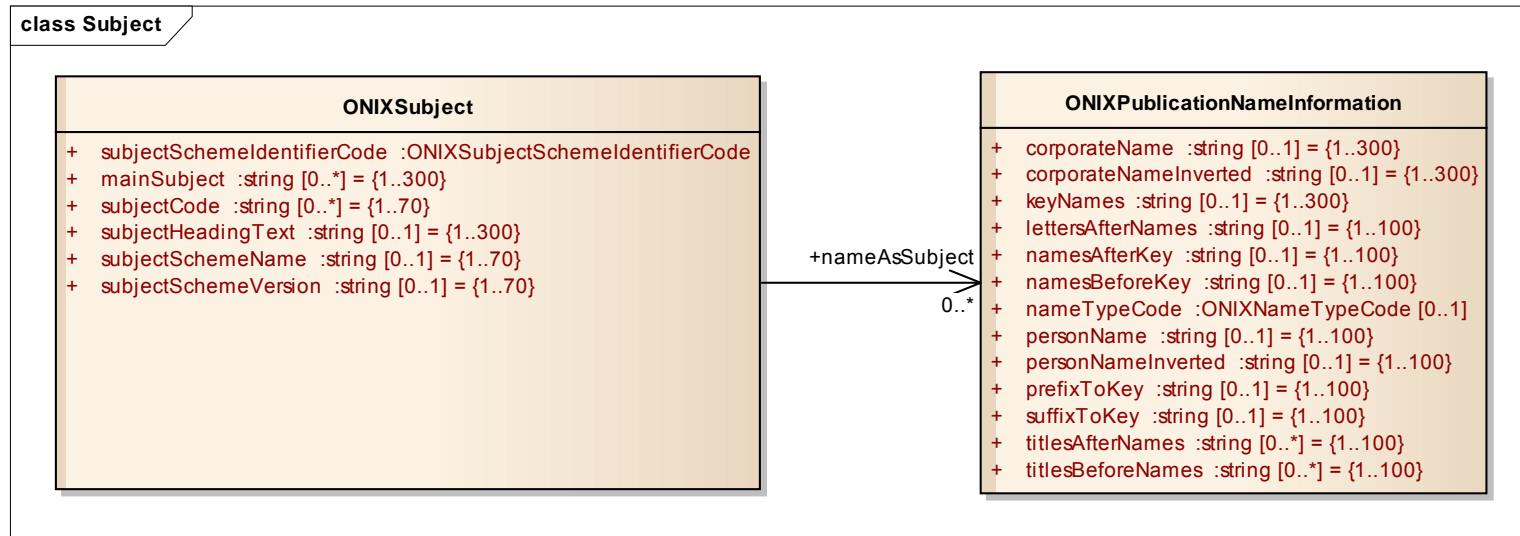 class Subject
ONIXSubject
+ subjectSchemeIdentifierCode :ONIXSubjectSchemeIdentifierCode
+ mainSubject :string [0..*] = {1..300}
+ subjectCode :string [0..*] = {1..70}
+ subjectHeadingText :string [0..1] = {1..300}
+ subjectSchemeName :string [0..1] = {1..70}
+ subjectSchemeVersion :string [0..1] = {1..70}
+nameAsSubject
0..*
ONIXPublicationNameInformation
+ corporateName :string [0..1] = {1..300}
+ corporateNameInverted :string [0..1] = {1..300}
+ keyNames :string [0..1] = {1..300}
+ lettersAfterNames :string [0..1] = {1..100}
+ namesAfterKey :string [0..1] = {1..100}
+ namesBeforeKey :string [0..1] = {1..100}
+ nameTypeCode :ONIXNameTypeCode [0..1]
+ personName :string [0..1] = {1..100}
+ personNameInverted :string [0..1] = {1..100}
+ prefixToKey :string [0..1] = {1..100}
+ suffixToKey :string [0..1] = {1..100}
+ titlesAfterNames :string [0..*] = {1..100}
+ titlesBeforeNames :string [0..*] = {1..100}